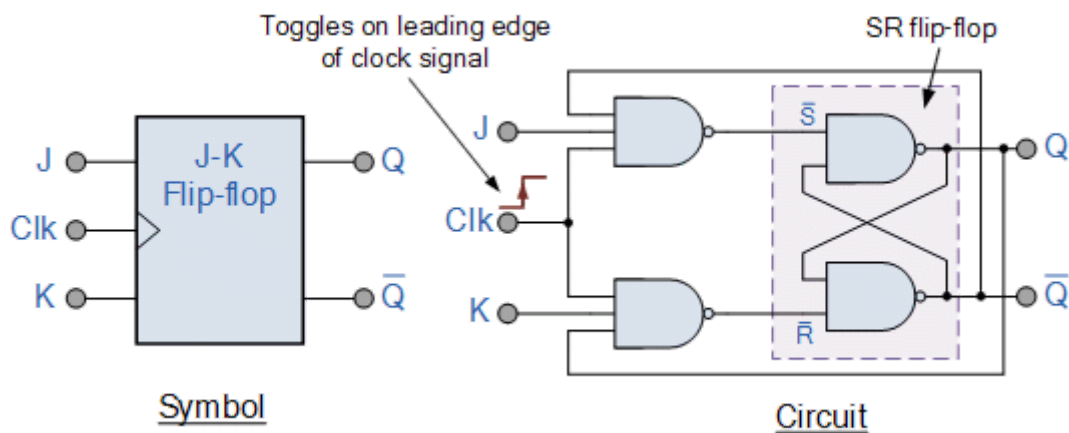 Toggles on leading edge
of clock signal
SR flip-flop
J
Clk
K
J-K
Flip-flop
Q
Q̅
Symbol
J
Clk
K
S̅
R̅
Q
Q̅
Circuit